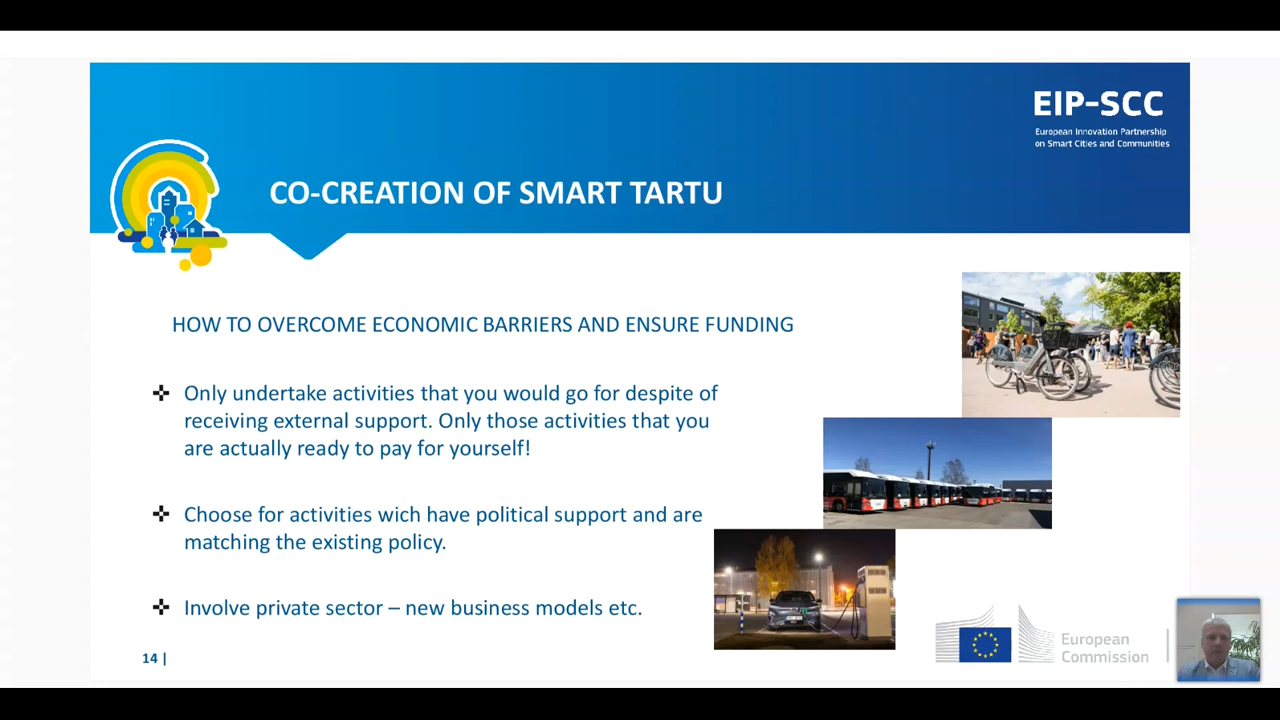 EIP-SCC
European Innovation Partnership
on Smart Cities and Communities
CO-CREATION OF SMART TARTU
HOW TO OVERCOME ECONOMIC BARRIERS AND ENSURE FUNDING
Only undertake activities that you would go for despite of
receiving external support. Only those activities that you
are actually ready to pay for yourself!
Choose for activities wich have political support and are
matching the existing policy.
Involve private sector – new business models etc.
14 |
European
Commission